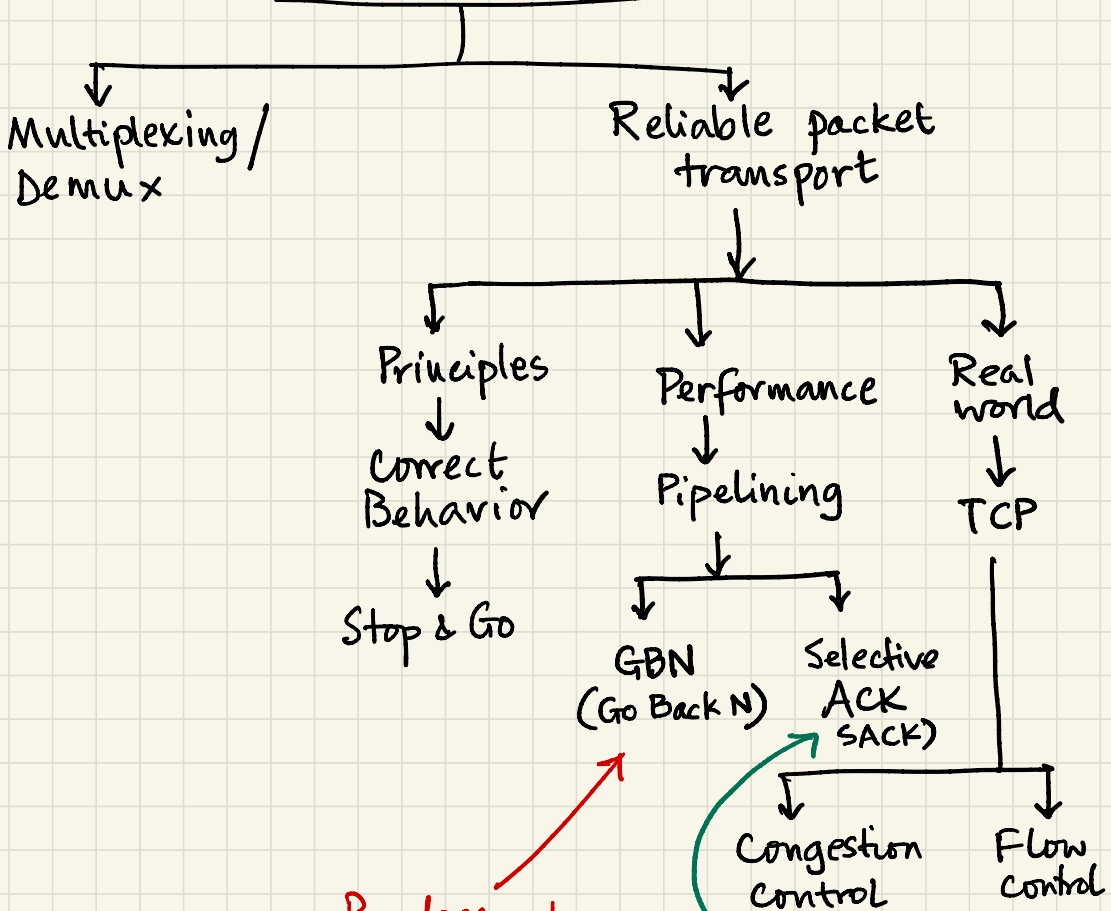 Multiplexing/
Demux
Reliable packet
transport
Principles
Correct
Behavior
Stop & Go
Performance
Pipelining
GBN
(Go Back N)
Selective
ACK
SACK)
Real
world
TCP
Congestion
control
Flow
control